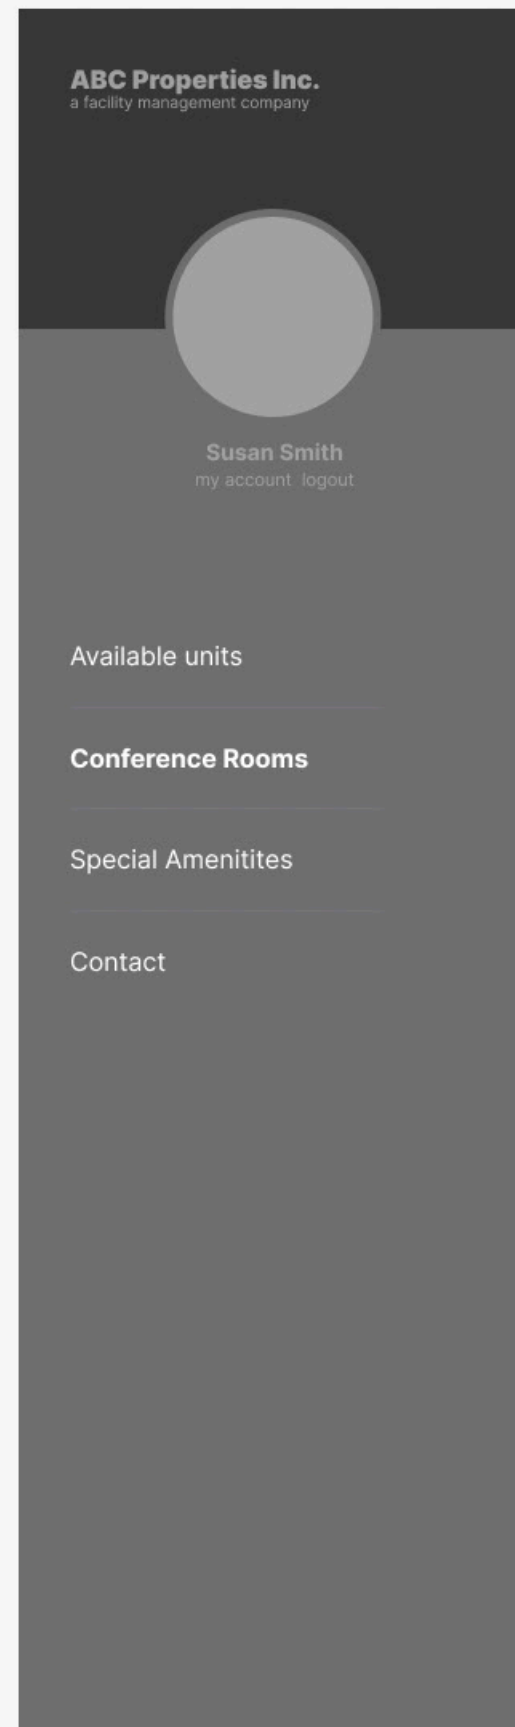 ABC Properties Inc.
a facility management company
Susan Smith
my account logout
Available units
Conference Rooms
Special Amenitites
Contact